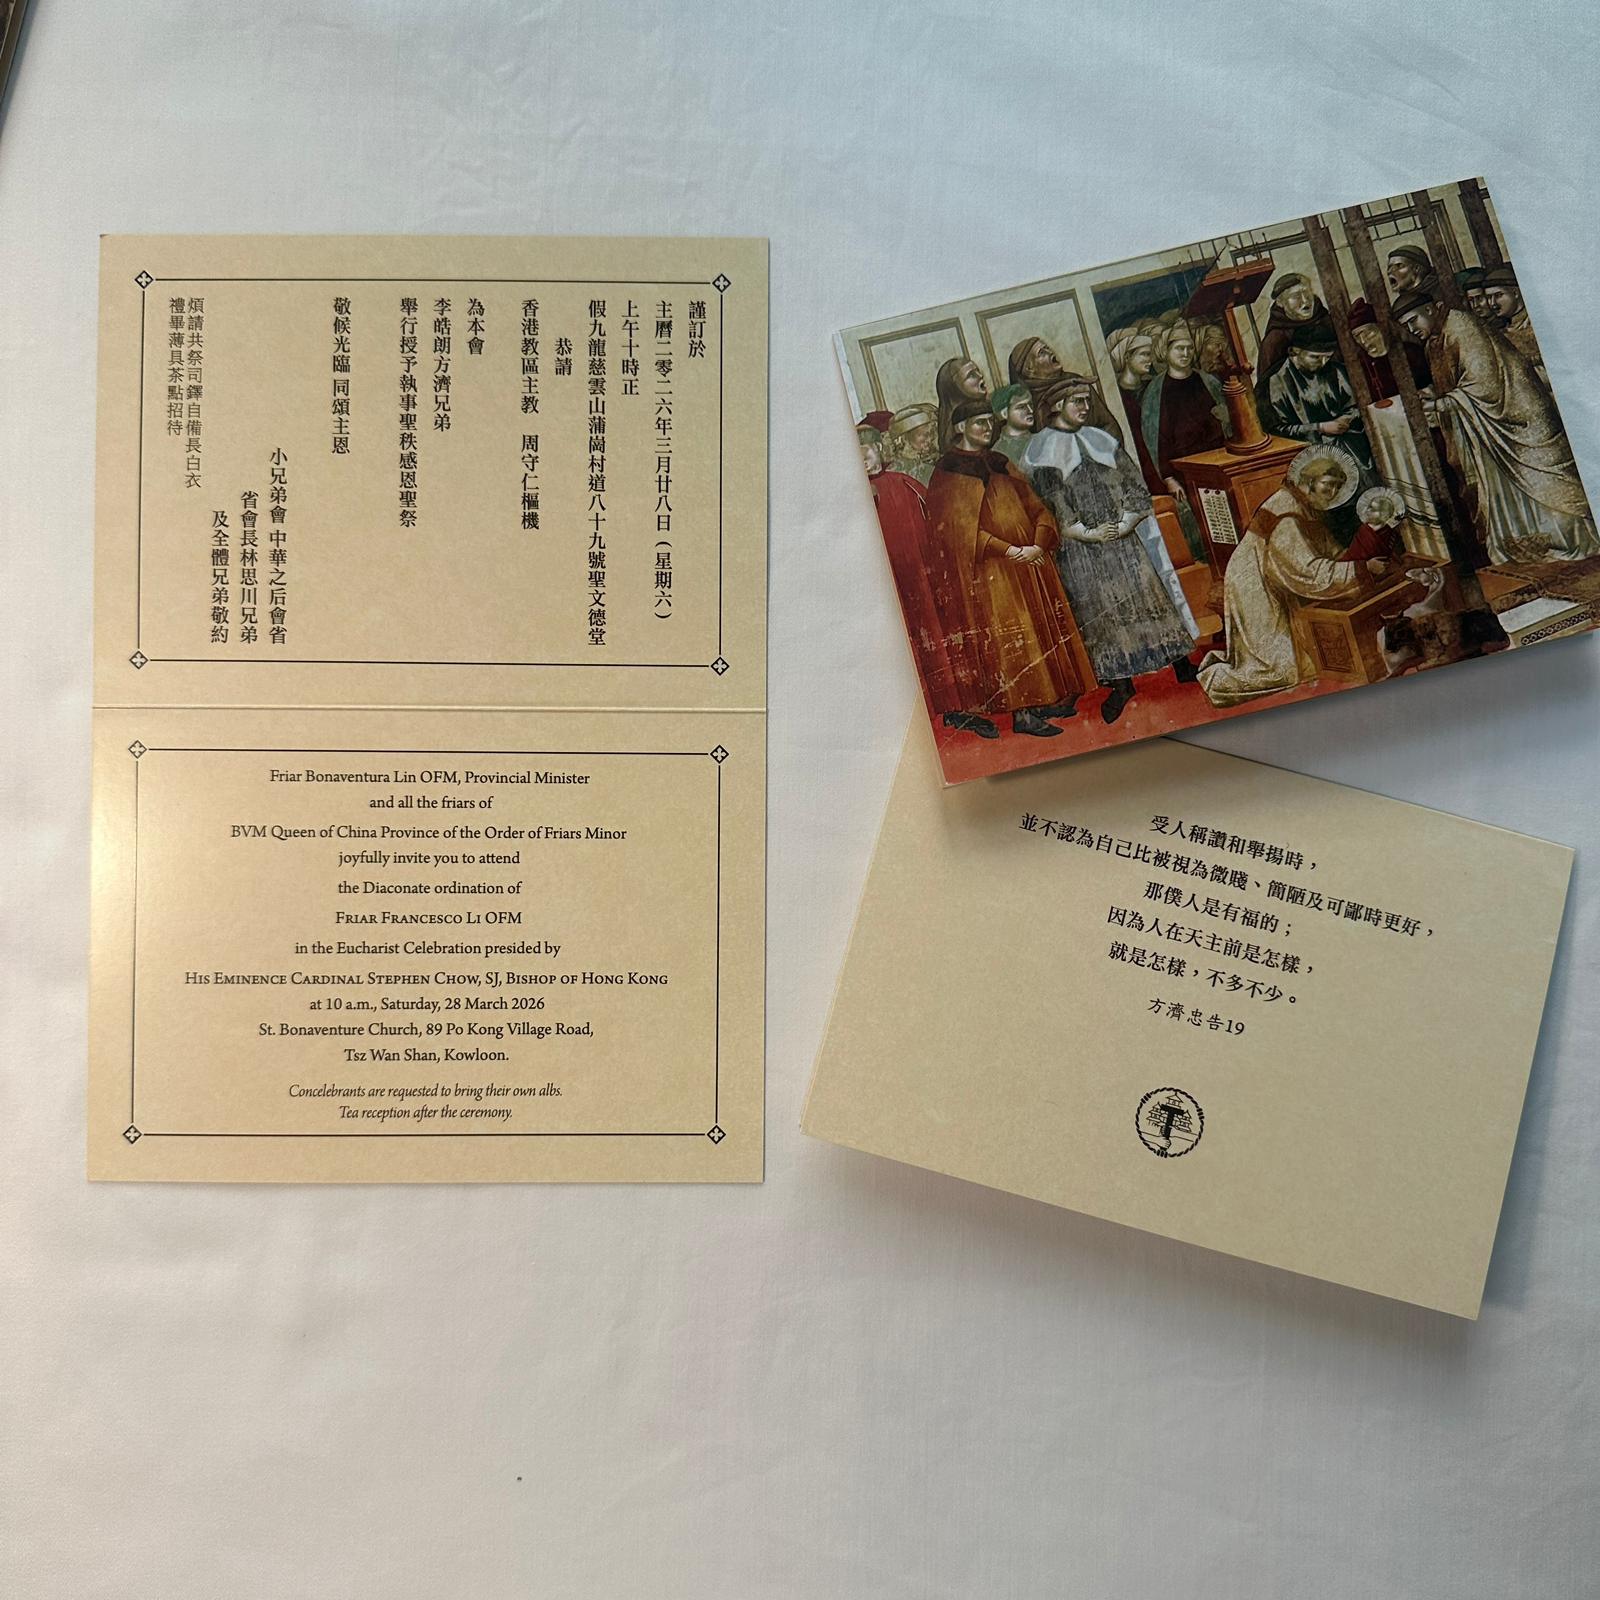 謹訂於
主曆二零二六年三月廿八日（星期六）
上午十時正
假九龍慈雲山蒲崗村道八十九號聖文德堂
恭請
香港教區主教 周守仁樞機
為本會
李皓朗方濟兄弟
舉行授予執事聖秩感恩聖祭
敬候光臨 同頌主恩
小兄弟會 中華之后會省
省會長林思川兄弟
及全體兄弟敬約
煩請共祭司鐸自備長白衣
禮畢薄具茶點招待
Friar Bonaventura Lin OFM, Provincial Minister
and all the friars of
BVM Queen of China Province of the Order of Friars Minor
joyfully invite you to attend
the Diaconate ordination of
FRIAR FRANCESCO LI OFM
in the Eucharist Celebration presided by
HIS EMINENCE CARDINAL STEPHEN CHOW, SJ, BISHOP OF HONG KONG
at 10 a.m., Saturday, 28 March 2026
St. Bonaventure Church, 89 Po Kong Village Road,
Tsz Wan Shan, Kowloon.
Concelebrants are requested to bring their own albs.
Tea reception after the ceremony.
受人稱讚和舉揚時，
並不認為自己比被視為微賤、簡陋及可鄙時更好，
那僕人是有福的；
因為人在天主前是怎樣，
就是怎樣，不多不少。
方濟忠告19